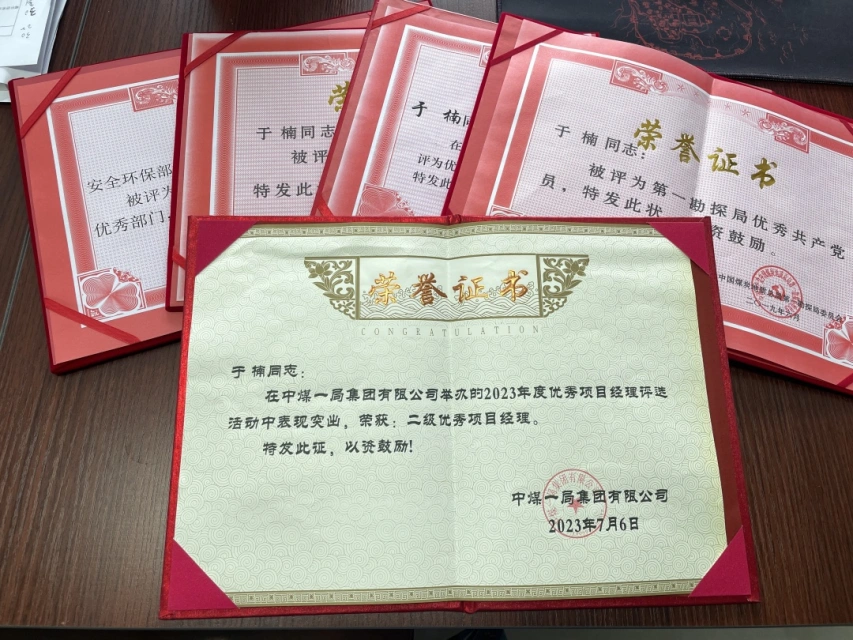 安全环保部
被评为
优秀部门
于楠同志
被评
特发此
于楠同
评为优
特发此
荣誉证书
于楠同志：
被评为第一勘探局优秀共产党
员，特发此状
资鼓励。
二〇一九年
荣誉证书
CONGRATULATION
于楠同志：
在中煤一局集团有限公司举办的2023年度优秀项目经理评选
活动中表现突出，荣获：二级优秀项目经理。
特发此证，以资鼓励！
中煤一局集团有限公司
2023年7月6日